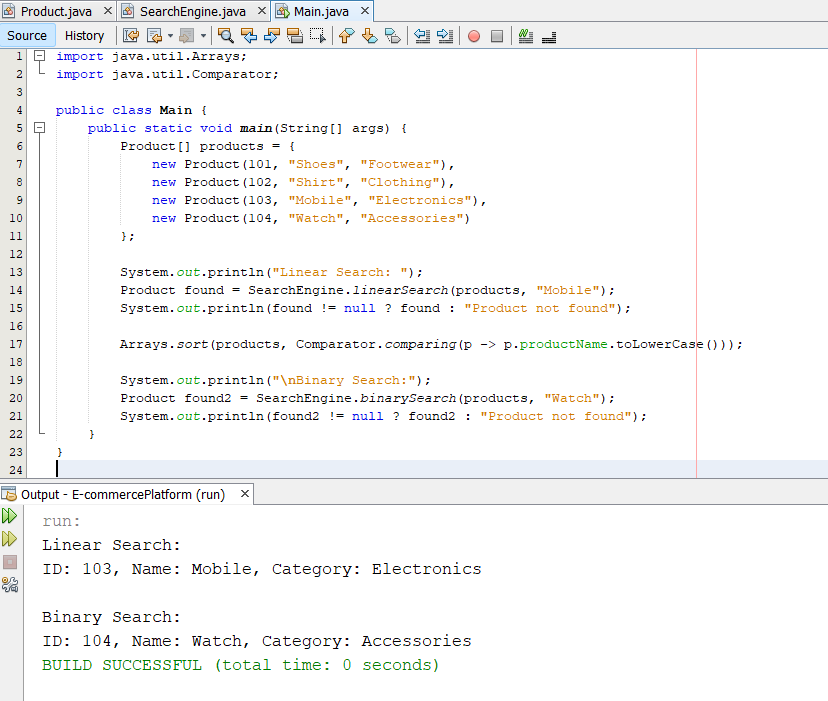 Product.java × SearchEngine.java × Main.java ×
Source History
1 import java.util.Arrays;
2 import java.util.Comparator;
3
4 public class Main {
5     public static void main(String[] args) {
6         Product[] products = {
7             new Product(101, "Shoes", "Footwear"),
8             new Product(102, "Shirt", "Clothing"),
9             new Product(103, "Mobile", "Electronics"),
10             new Product(104, "Watch", "Accessories")
11         };
12
13         System.out.println("Linear Search: ");
14         Product found = SearchEngine.linearSearch(products, "Mobile");
15         System.out.println(found != null ? found : "Product not found");
16
17         Arrays.sort(products, Comparator.comparing(p -> p.productName.toLowerCase()));
18
19         System.out.println("\nBinary Search:");
20         Product found2 = SearchEngine.binarySearch(products, "Watch");
21         System.out.println(found2 != null ? found2 : "Product not found");
22     }
23 }
24
Output - E-commercePlatform (run) ×
run:
Linear Search:
ID: 103, Name: Mobile, Category: Electronics
Binary Search:
ID: 104, Name: Watch, Category: Accessories
BUILD SUCCESSFUL (total time: 0 seconds)